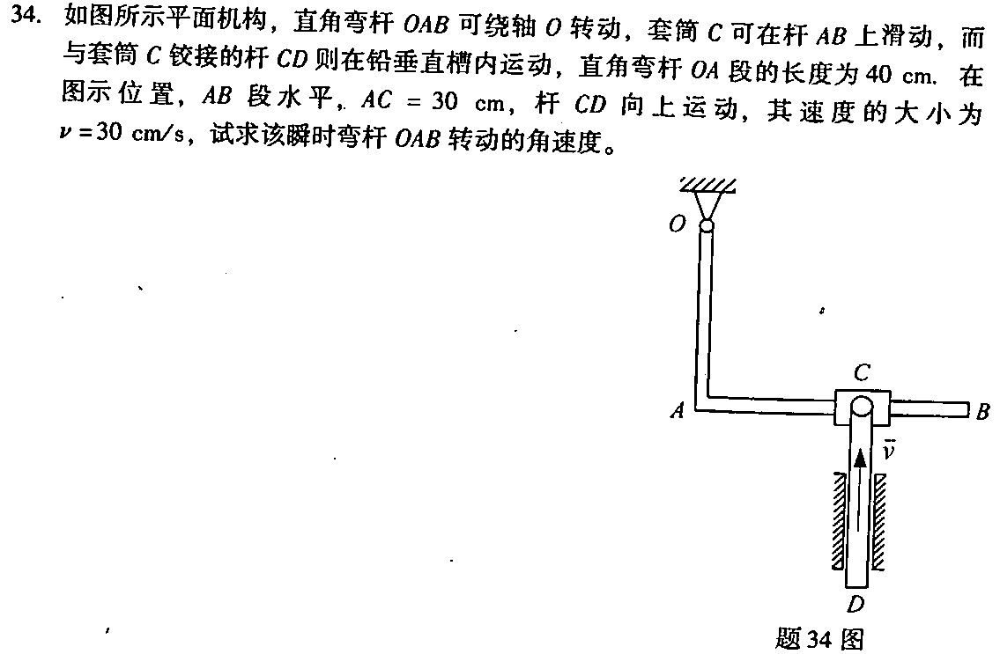 34. 如图所示平面机构，直角弯杆 OAB 可绕轴 O 转动，套筒 C 可在杆 AB 上滑动，而
与套筒 C 铰接的杆 CD 则在铅垂直槽内运动，直角弯杆 OA 段的长度为 40 cm. 在
图示位置，AB 段水平，AC = 30 cm，杆 CD 向上运动，其速度的大小为
v = 30 cm/s，试求该瞬时弯杆 OAB 转动的角速度。
O
C
A
B
v̄
D
题 34 图